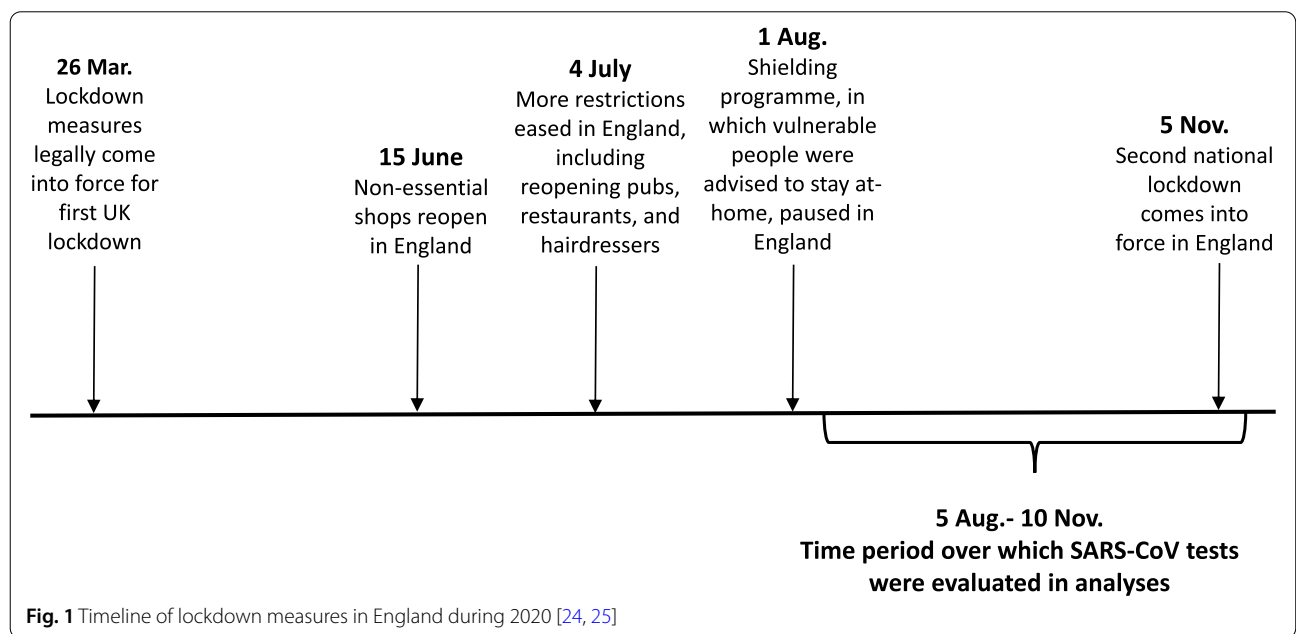 26 Mar.
Lockdown
measures
legally come
into force for
first UK
lockdown
15 June
Non-essential
shops reopen
in England
4 July
More restrictions
eased in England,
including
reopening pubs,
restaurants, and
hairdressers
1 Aug.
Shielding
programme, in
which vulnerable
people were
advised to stay at-
home, paused in
England
5 Nov.
Second national
lockdown
comes into
force in England
5 Aug.- 10 Nov.
Time period over which SARS-CoV tests
were evaluated in analyses
Fig. 1 Timeline of lockdown measures in England during 2020 [24, 25]